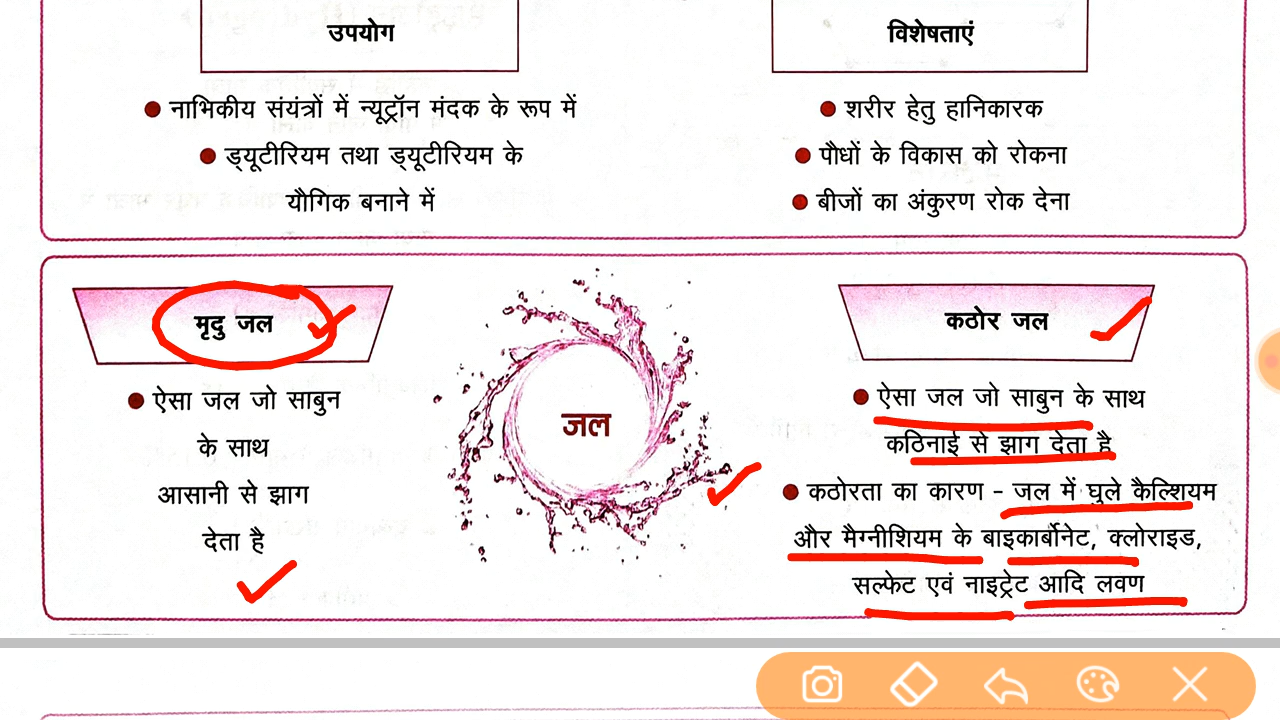 उपयोग
नाभिकीय संयंत्रों में न्यूट्रॉन मंदक के रूप में
ड्यूटीरियम तथा ड्यूटीरियम के
यौगिक बनाने में
विशेषताएं
शरीर हेतु हानिकारक
पौधों के विकास को रोकना
बीजों का अंकुरण रोक देना
मृदु जल
ऐसा जल जो साबुन
के साथ
आसानी से झाग
देता है
जल
कठोर जल
ऐसा जल जो साबुन के साथ
कठिनाई से झाग देता है
कठोरता का कारण - जल में घुले कैल्शियम
और मैग्नीशियम के बाइकार्बोनेट, क्लोराइड,
सल्फेट एवं नाइट्रेट आदि लवण